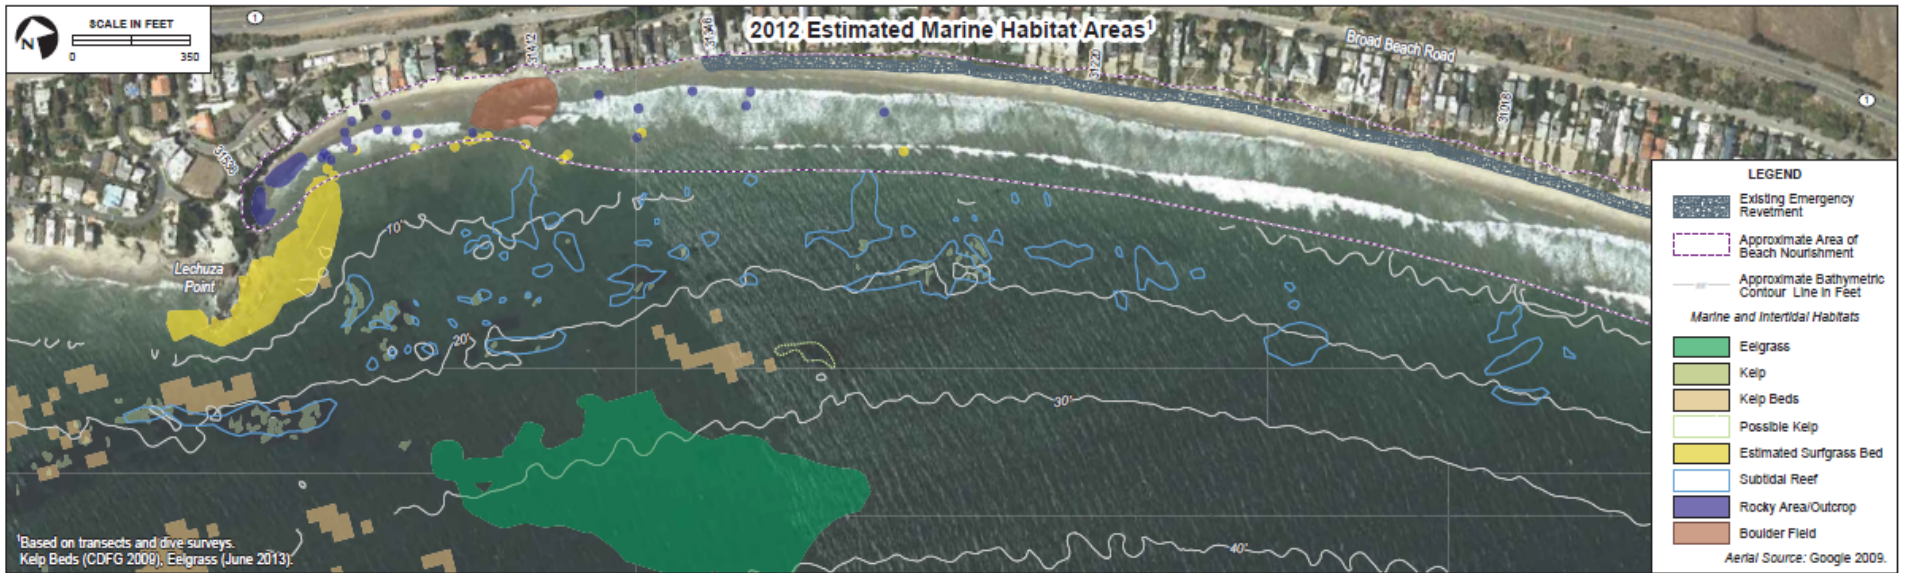 2012 Estimated Marine Habitat Areas¹
SCALE IN FEET
0 350
N
1
Broad Beach Road
1
31412
31346
31220
31018
Lechuza
Point
10'
20'
30'
40'
¹Based on transects and dive surveys.
Kelp Beds (CDFG 2009), Eelgrass (June 2013).
LEGEND
Existing Emergency
Revetment
Approximate Area of
Beach Nourishment
Approximate Bathymetric
Contour Line in Feet
Marine and Intertidal Habitats
Eelgrass
Kelp
Kelp Beds
Possible Kelp
Estimated Surfgrass Bed
Subtidal Reef
Rocky Area/Outcrop
Boulder Field
Aerial Source: Google 2009.